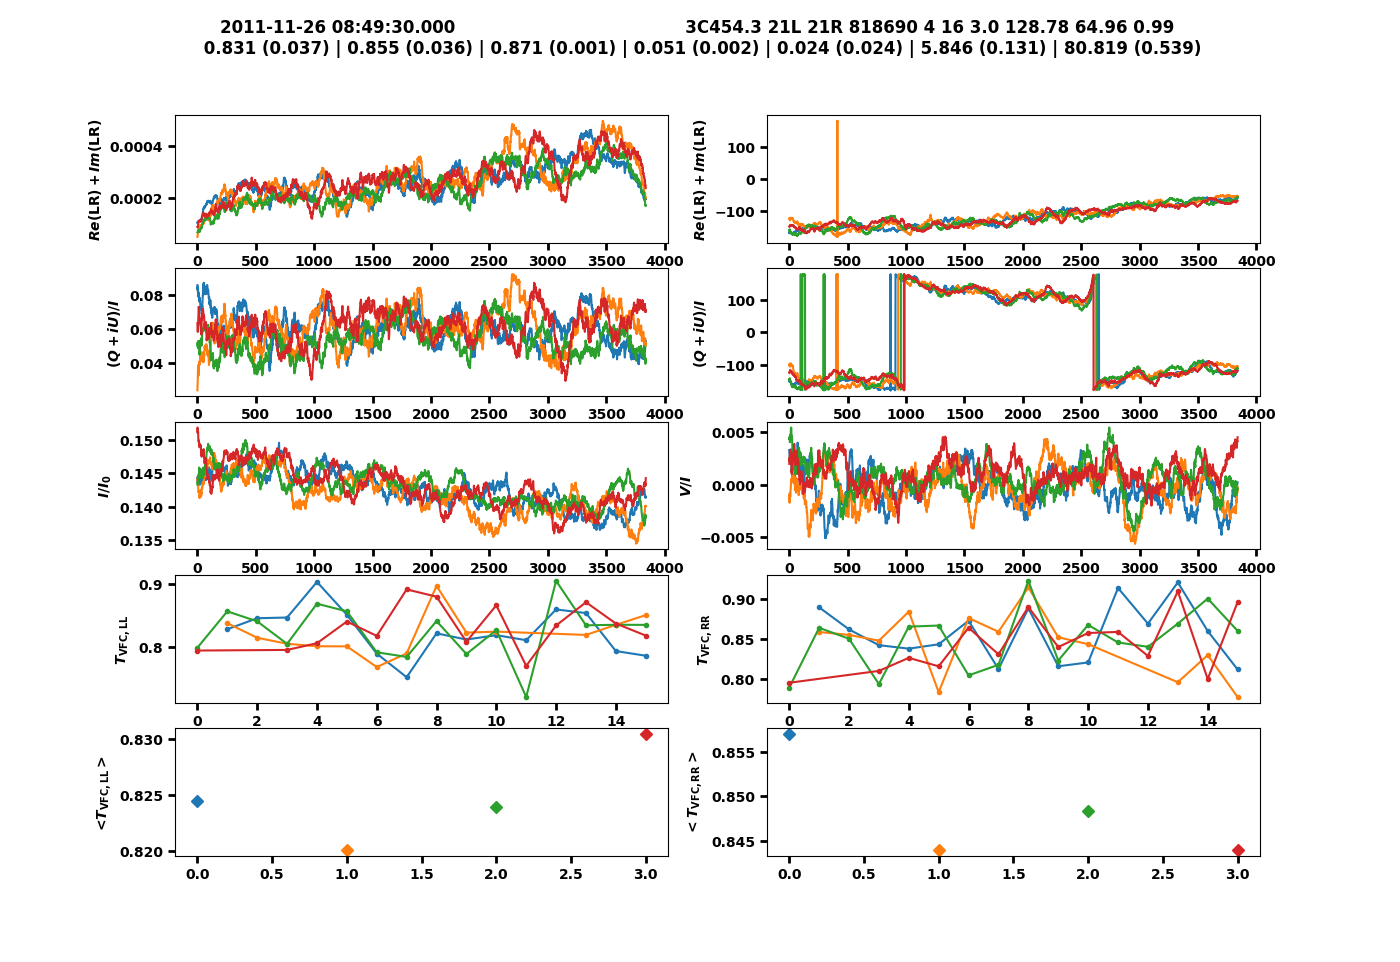 2011-11-26 08:49:30.000 3C454.3 21L 21R 818690 4 16 3.0 128.78 64.96 0.99
0.831 (0.037) | 0.855 (0.036) | 0.871 (0.001) | 0.051 (0.002) | 0.024 (0.024) | 5.846 (0.131) | 80.819 (0.539)
Re(LR) + Im(LR)
0.0004
0.0002
0 500 1000 1500 2000 2500 3000 3500 4000
Re(LR) + Im(LR)
100
0
−100
0 500 1000 1500 2000 2500 3000 3500 4000
(Q + iU)/I
0.08
0.06
0.04
0 500 1000 1500 2000 2500 3000 3500 4000
(Q + iU)/I
100
0
−100
0 500 1000 1500 2000 2500 3000 3500 4000
I/I0
0.150
0.145
0.140
0.135
0 500 1000 1500 2000 2500 3000 3500 4000
V/I
0.005
0.000
−0.005
0 500 1000 1500 2000 2500 3000 3500 4000
TVFC, LL
0.9
0.8
0 2 4 6 8 10 12 14
TVFC, RR
0.90
0.85
0.80
0 2 4 6 8 10 12 14
<TVFC, LL >
0.830
0.825
0.820
0.0 0.5 1.0 1.5 2.0 2.5 3.0
< TVFC, RR >
0.855
0.850
0.845
0.0 0.5 1.0 1.5 2.0 2.5 3.0